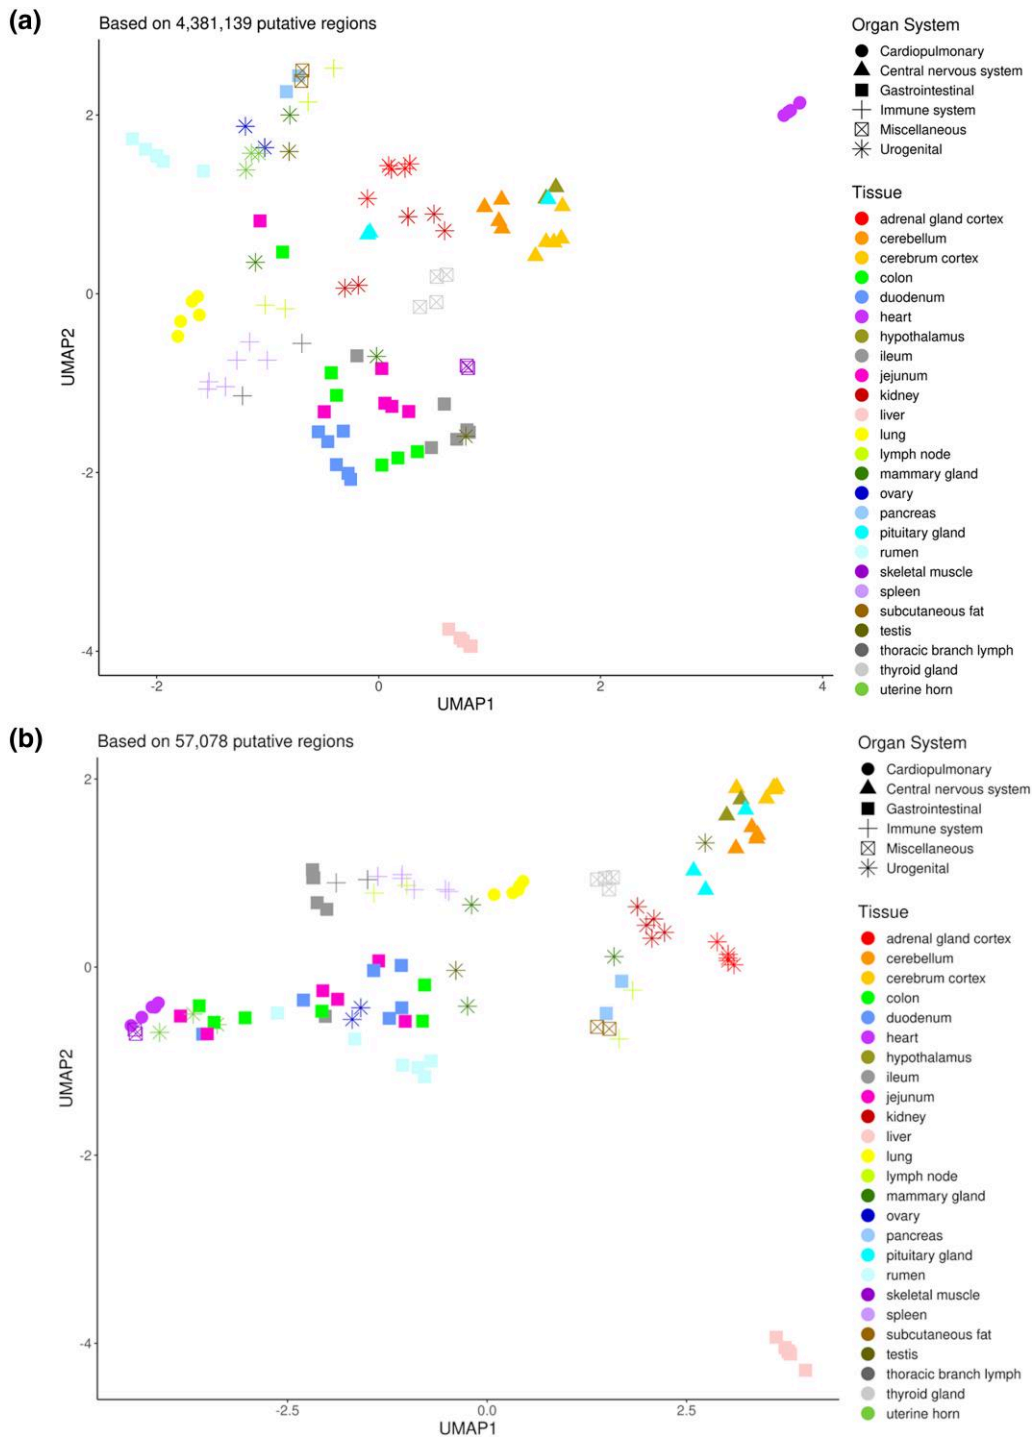 (a)
Based on 4,381,139 putative regions
UMAP2
2
0
-2
-4
-2
0
2
4
UMAP1
Organ System
Cardiopulmonary
Central nervous system
Gastrointestinal
Immune system
Miscellaneous
Urogenital
Tissue
adrenal gland cortex
cerebellum
cerebrum cortex
colon
duodenum
heart
hypothalamus
ileum
jejunum
kidney
liver
lung
lymph node
mammary gland
ovary
pancreas
pituitary gland
rumen
skeletal muscle
spleen
subcutaneous fat
testis
thoracic branch lymph
thyroid gland
uterine horn
(b)
Based on 57,078 putative regions
UMAP2
2
0
-2
-4
-2.5
0.0
2.5
UMAP1
Organ System
Cardiopulmonary
Central nervous system
Gastrointestinal
Immune system
Miscellaneous
Urogenital
Tissue
adrenal gland cortex
cerebellum
cerebrum cortex
colon
duodenum
heart
hypothalamus
ileum
jejunum
kidney
liver
lung
lymph node
mammary gland
ovary
pancreas
pituitary gland
rumen
skeletal muscle
spleen
subcutaneous fat
testis
thoracic branch lymph
thyroid gland
uterine horn